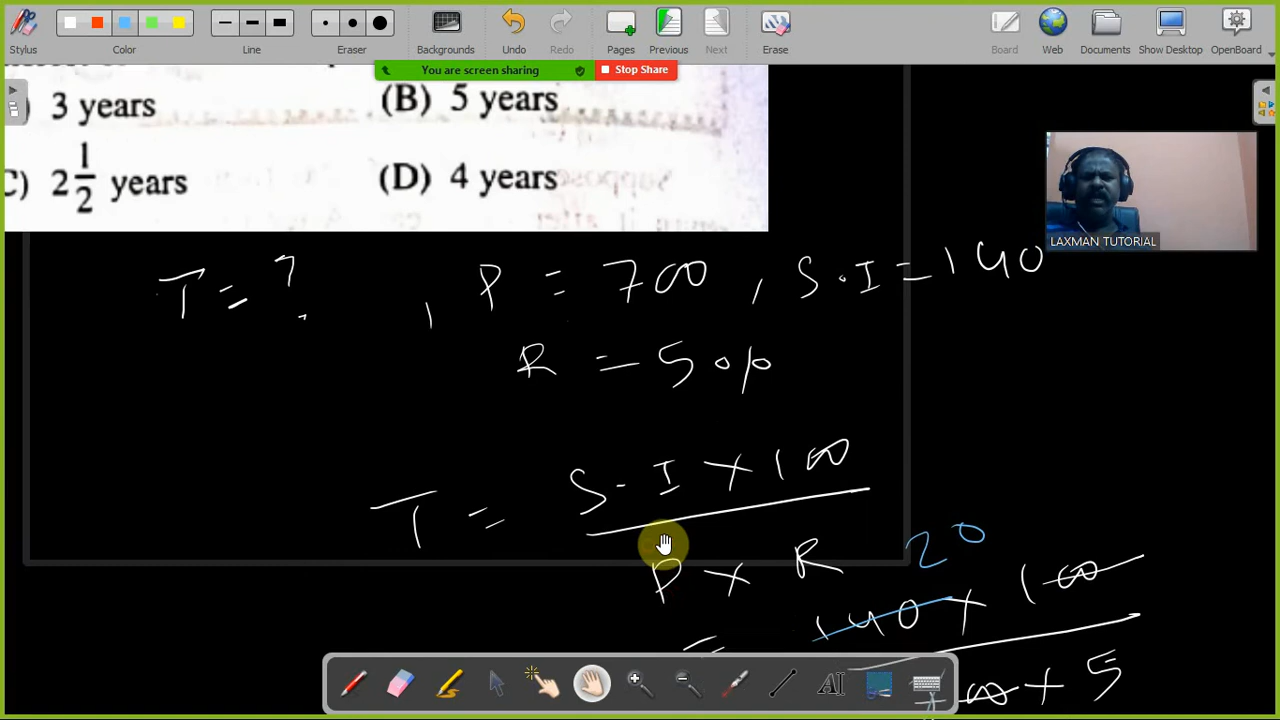 Stylus Color Line Eraser Backgrounds Undo Redo Pages Previous Next Erase Board Web Documents Show Desktop OpenBoard
You are screen sharing Stop Share
) 3 years (B) 5 years
C) 2 1/2 years (D) 4 years
LAXMAN TUTORIAL
T = ? , P = 700 , S.I = 140
R = 5 %
T = S.I × 100
P × R
20
= 140 × 100
00 × 5